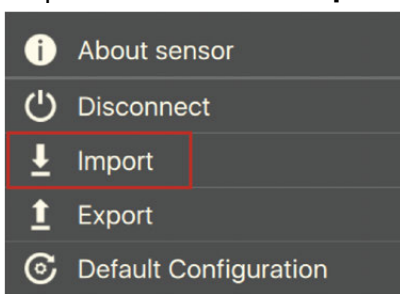 About sensor
Disconnect
Import
Export
Default Configuration